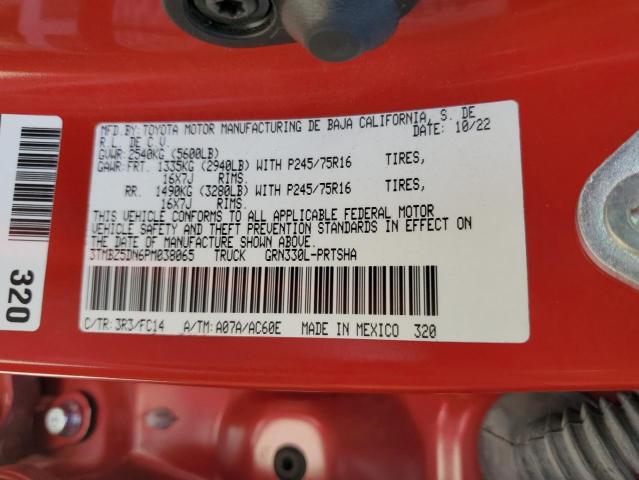 MFD.BY:TOYOTA MOTOR MANUFACTURING DE BAJA CALIFORNIA, S. DE
R.L. DE C.V. DATE: 10/22
GVWR:2540KG (5600LB)
GAWR:FRT. 1335KG (2940LB) WITH P245/75R16 TIRES,
16X7J RIMS.
RR. 1490KG (3280LB) WITH P245/75R16 TIRES,
16X7J RIMS.
THIS VEHICLE CONFORMS TO ALL APPLICABLE FEDERAL MOTOR
VEHICLE SAFETY AND THEFT PREVENTION STANDARDS IN EFFECT ON
THE DATE OF MANUFACTURE SHOWN ABOVE.
3TMBZ5DN6PM038065 TRUCK GRN330L-PRTSHA
C/TR: 3R3/FC14 A/TM: A07A/AC60E MADE IN MEXICO 320
320